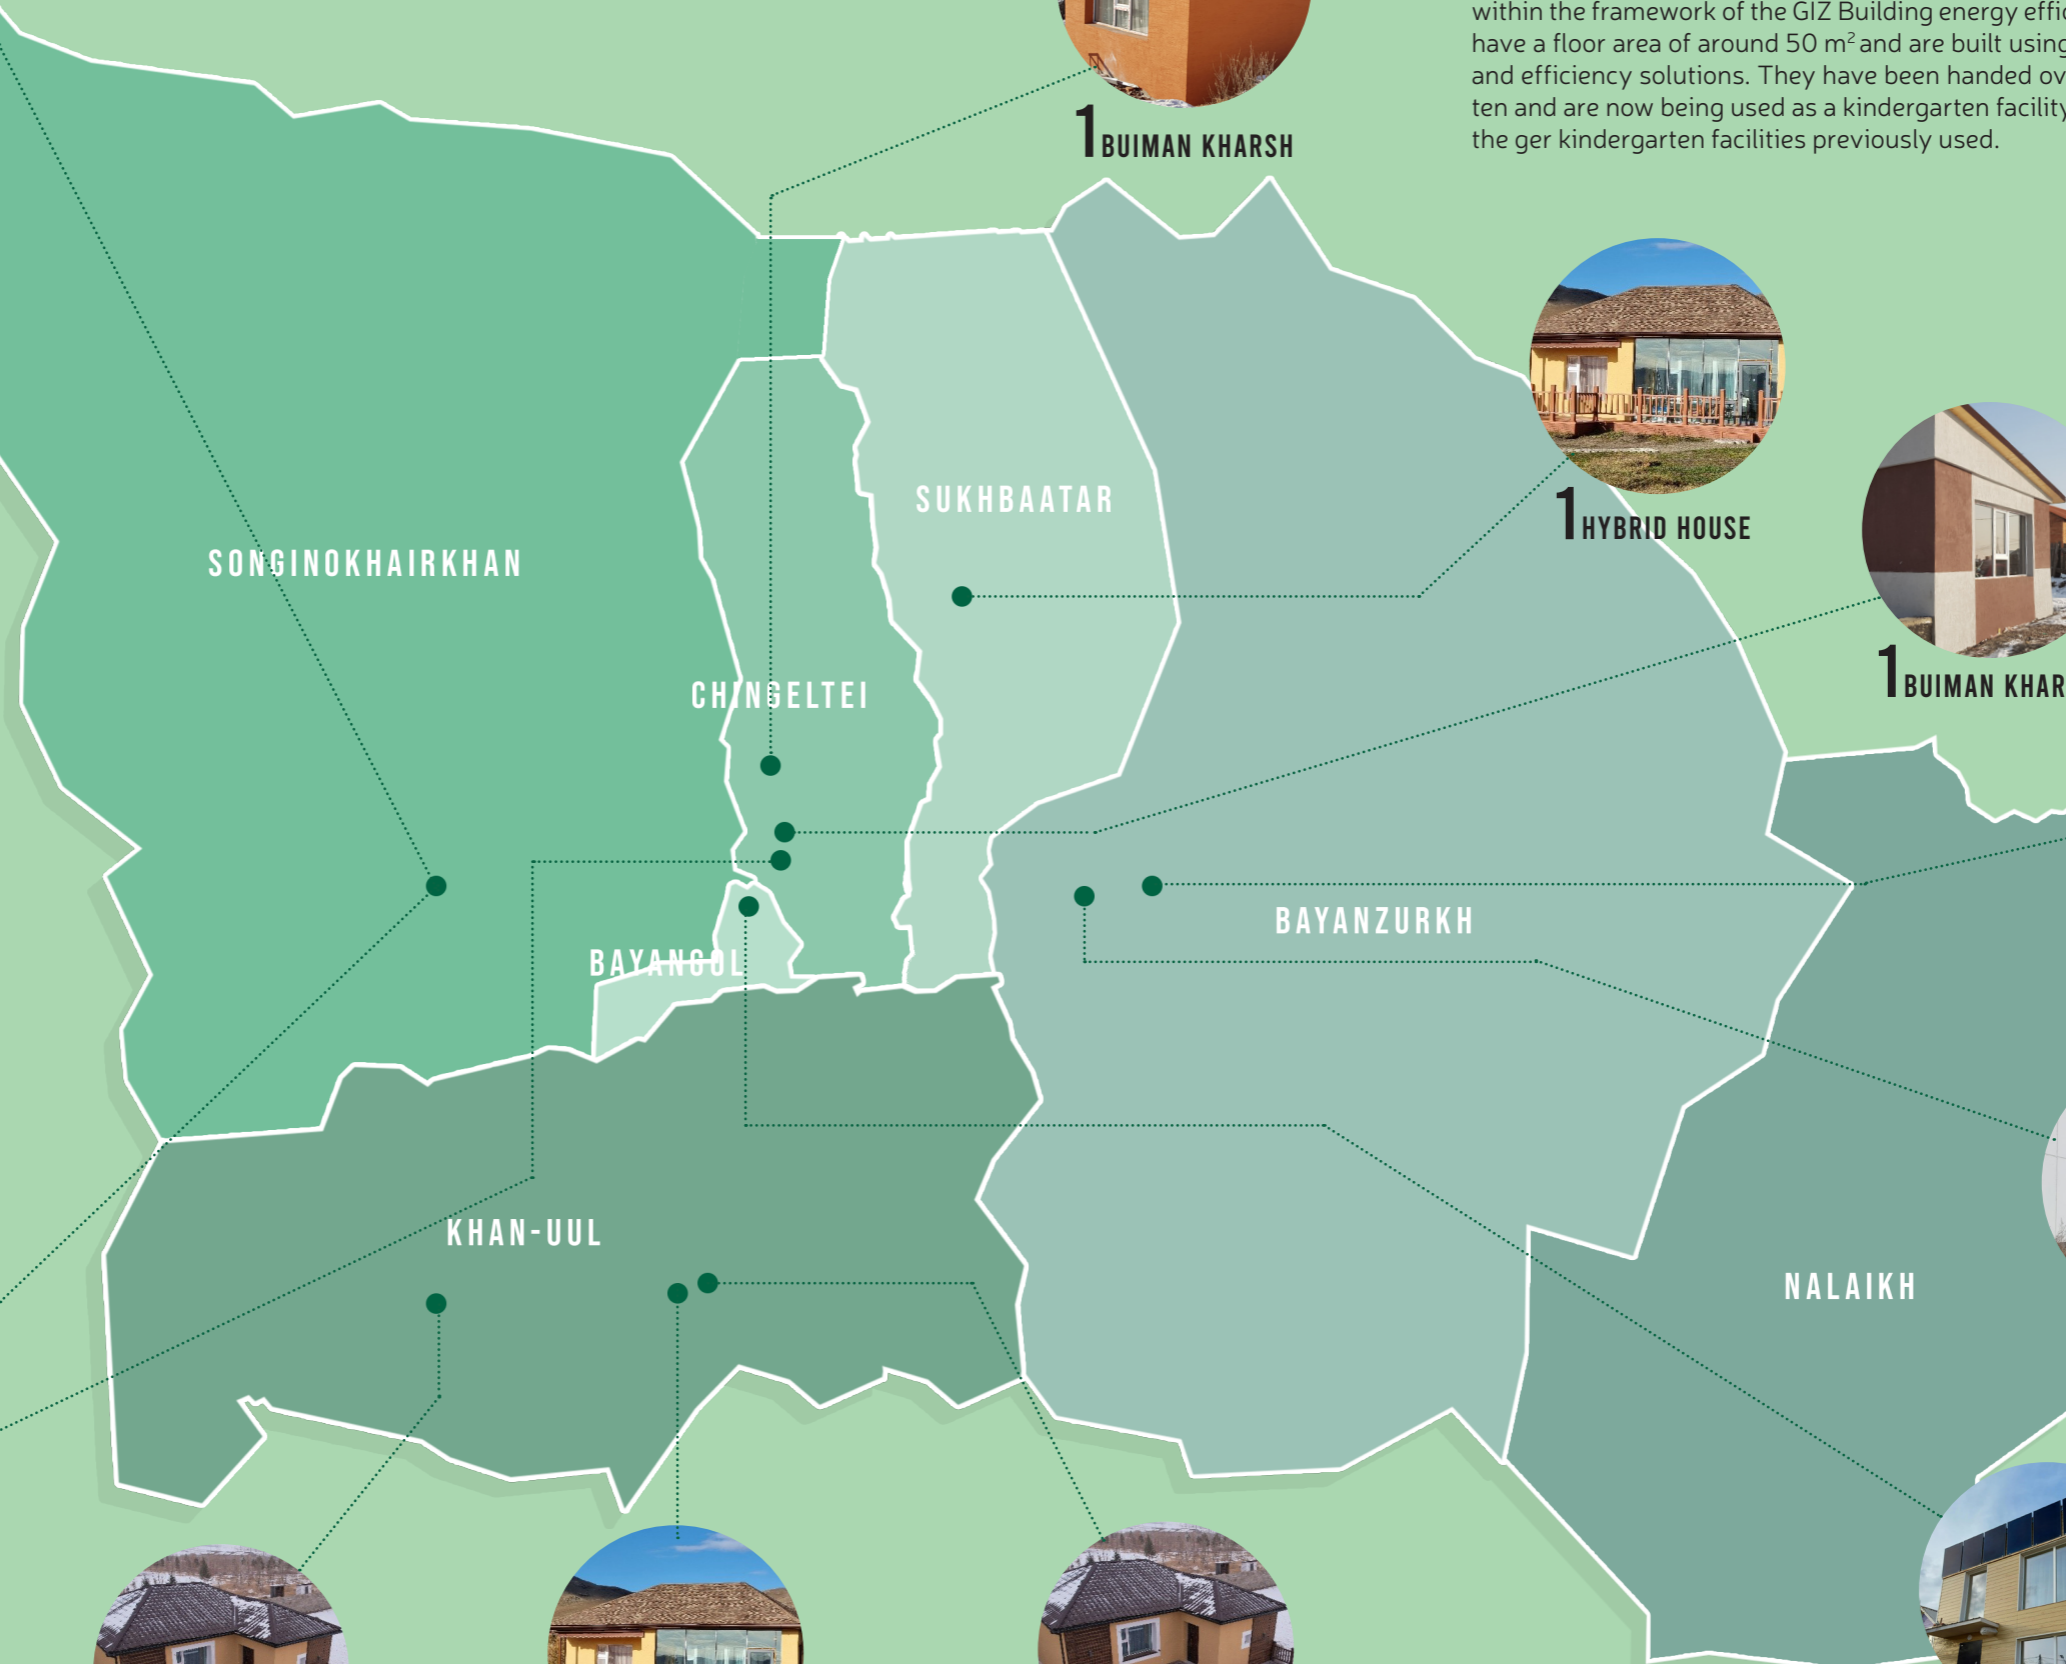 within the framework of the GIZ Building energy
have a floor area of around 50 m² and are built using
and efficiency solutions. They have been handed
ten and are now being used as a kindergarten facility
the ger kindergarten facilities previously used.
1 BUIMAN KHARSH
1 HYBRID HOUSE
1 BUIMAN
SUKHBAATAR
SONGINOKHAIRKHAN
CHINGELTEI
BAYANZURKH
BAYANGOL
KHAN-UUL
NALAIKH